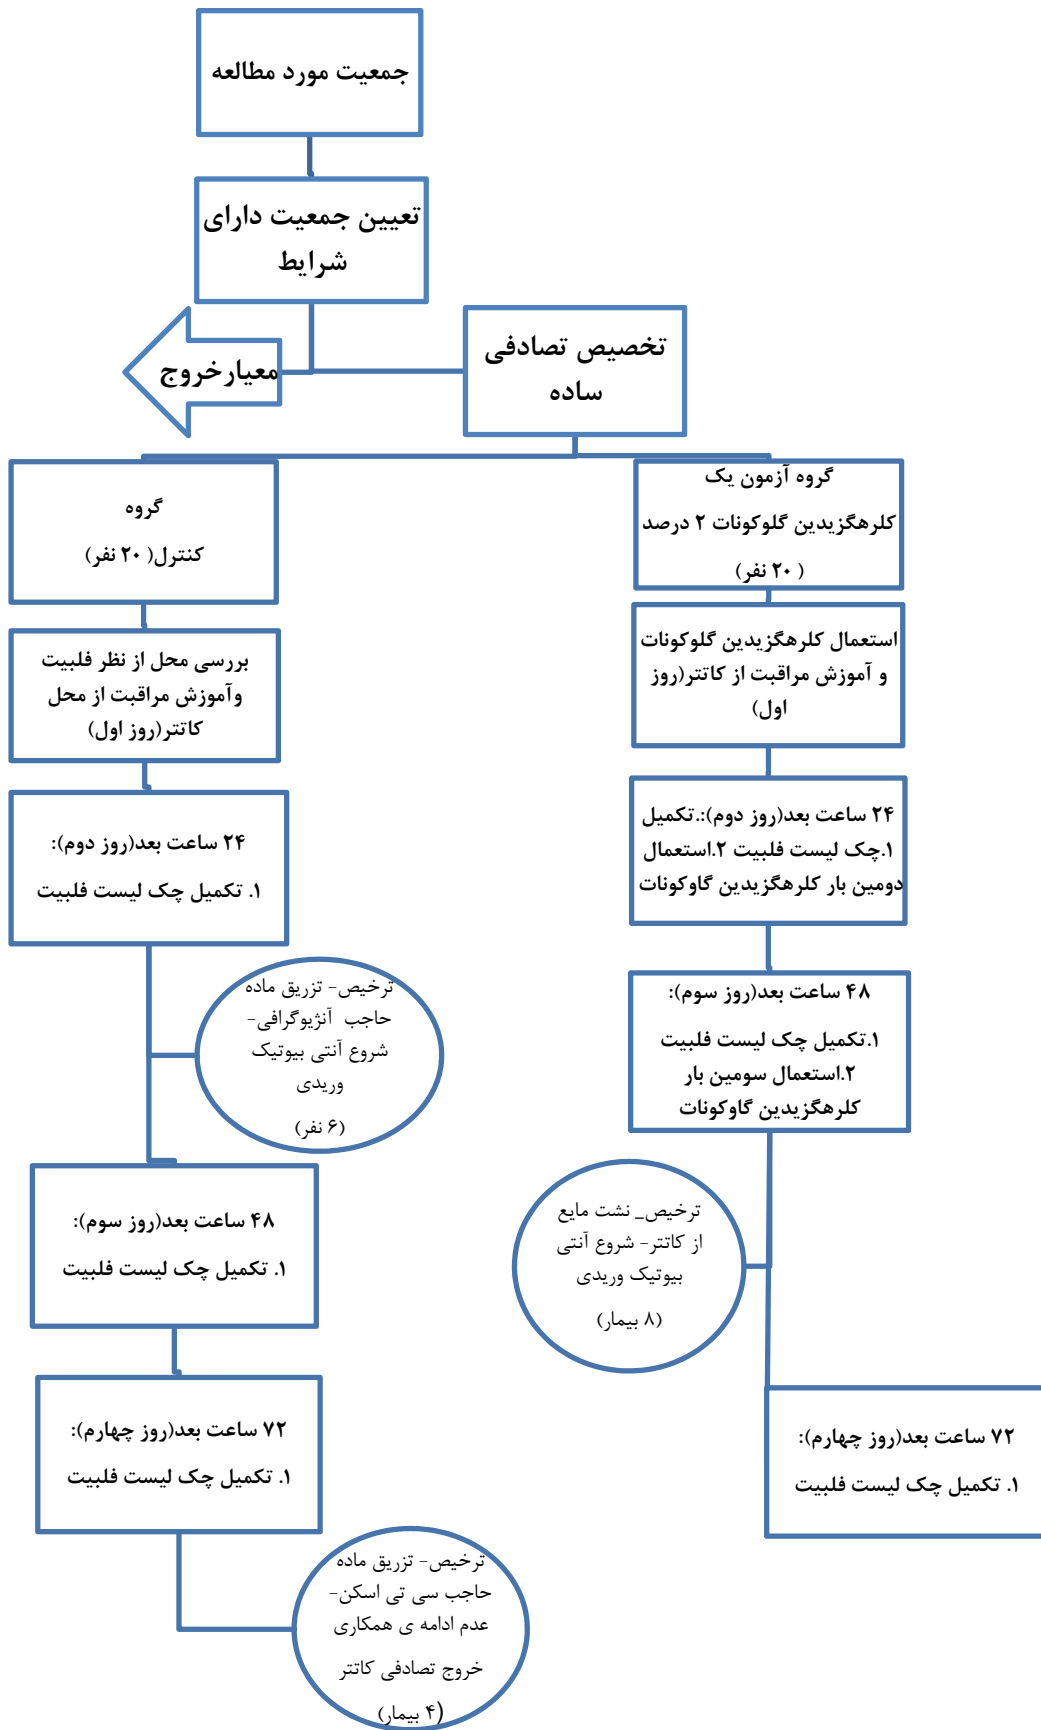 جمعیت مورد مطالعه
تعیین جمعیت دارای
شرایط
تخصیص تصادفی
ساده
معیارخروج
گروه آزمون یک
کلرهگزیدین گلوکونات ۲ درصد
( ۲۰ نفر)
استعمال کلرهگزیدین گلوکونات
و آموزش مراقبت از کاتتر(روز
اول)
۲۴ ساعت بعد(روز دوم):.تکمیل
۱.چک لیست فلبیت ۲.استعمال
دومین بار کلرهگزیدین گاوکونات
۴۸ ساعت بعد(روز سوم):
۱.تکمیل چک لیست فلبیت
۲.استعمال سومین بار
کلرهگزیدین گاوکونات
ترخیص_ نشت مایع
از کاتتر- شروع آنتی
بیوتیک وریدی
(۸ بیمار)
۷۲ ساعت بعد(روز چهارم):
۱. تکمیل چک لیست فلبیت
گروه
کنترل( ۲۰ نفر)
بررسی محل از نظر فلبیت
وآموزش مراقبت از محل
کاتتر(روز اول)
۲۴ ساعت بعد(روز دوم):
۱. تکمیل چک لیست فلبیت
ترخیص- تزریق ماده
حاجب آنژیوگرافی-
شروع آنتی بیوتیک
وریدی
(۶ نفر)
۴۸ ساعت بعد(روز سوم):
۱. تکمیل چک لیست فلبیت
۷۲ ساعت بعد(روز چهارم):
۱. تکمیل چک لیست فلبیت
ترخیص- تزریق ماده
حاجب سی تی اسکن-
عدم ادامه ی همکاری
خروج تصادفی کاتتر
(۴ بیمار)